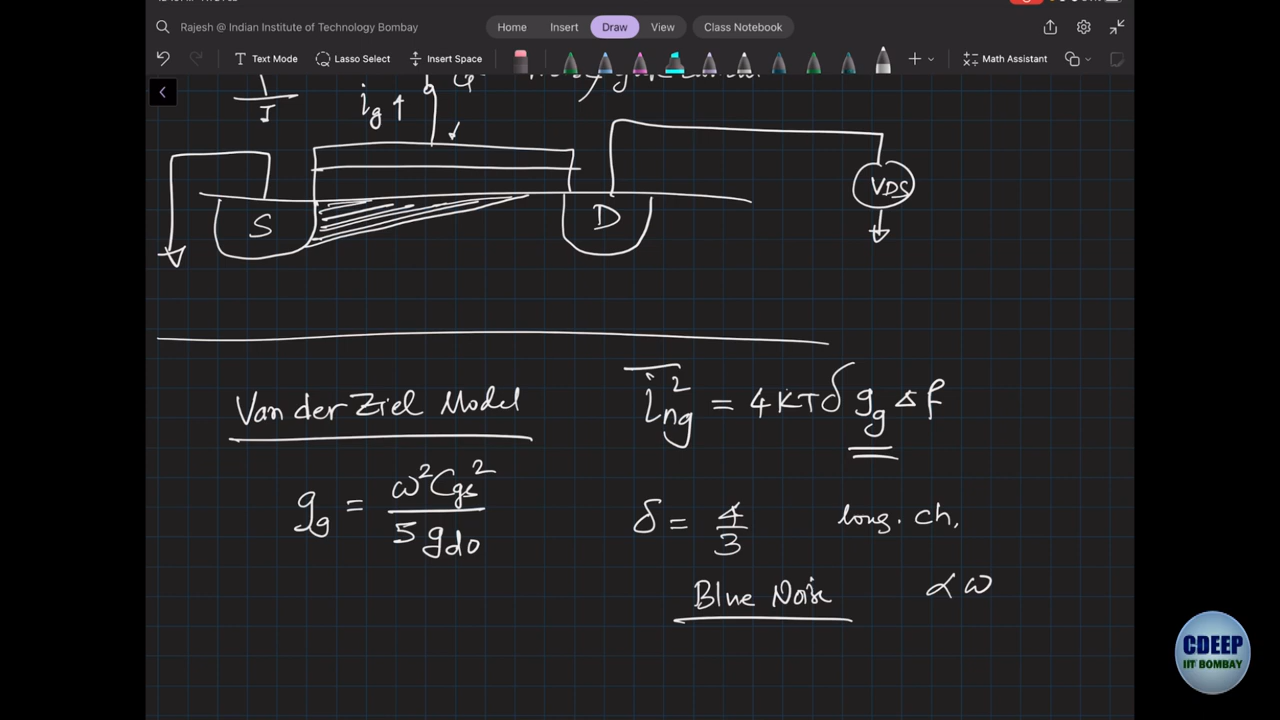 Rajesh @ Indian Institute of Technology Bombay
Home Insert Draw View Class Notebook
Text Mode Lasso Select Insert Space Math Assistant
I
ig ↑
S D VDS
Van der Ziel Model
i²ng = 4KTδ gg Δf
gg = ω²Cgs² / 5 gdo
δ = 4/3 long. ch.
Blue Noise ∝ ω
CDEEP
IIT BOMBAY